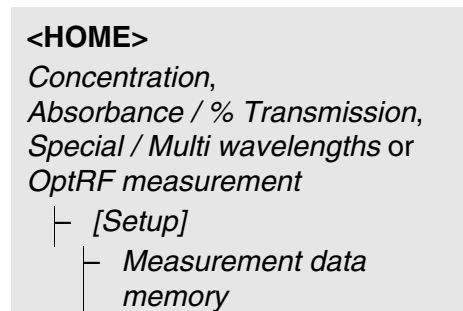 <HOME>
Concentration,
Absorbance / % Transmission,
Special / Multi wavelengths or
OptRF measurement
[Setup]
Measurement data
memory